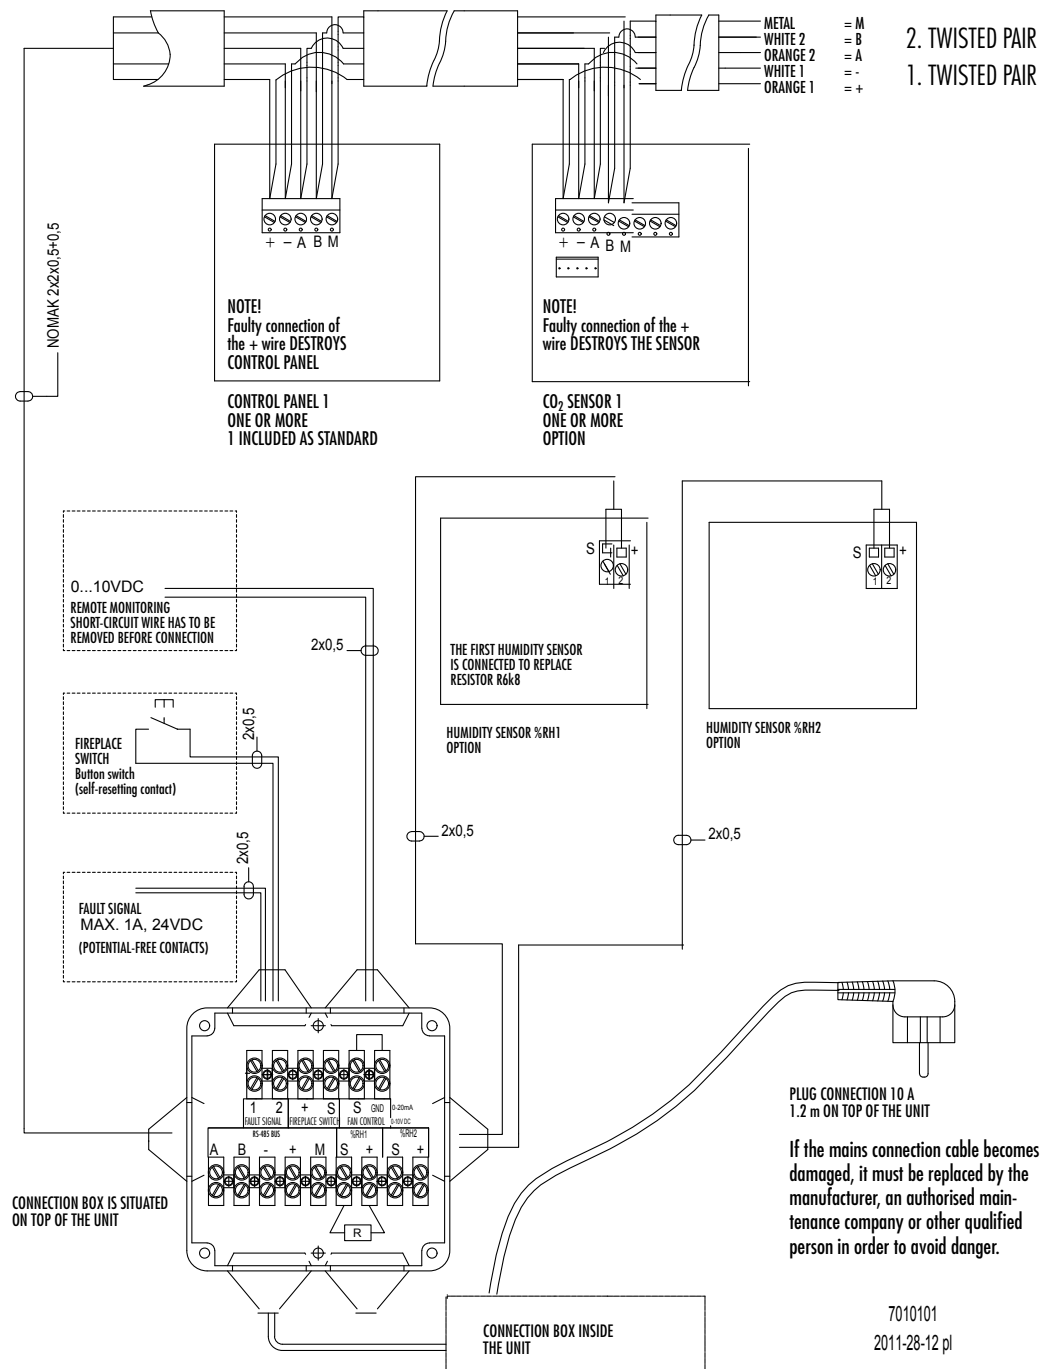 METAL = M
WHITE 2 = B
ORANGE 2 = A
WHITE 1 = -
ORANGE 1 = +
2. TWISTED PAIR
1. TWISTED PAIR
NOMAK 2x2x0,5+0,5
+ – A B M
NOTE!
Faulty connection of
the + wire DESTROYS
CONTROL PANEL
CONTROL PANEL 1
ONE OR MORE
1 INCLUDED AS STANDARD
+ – A B M
NOTE!
Faulty connection of the +
wire DESTROYS THE SENSOR
CO₂ SENSOR 1
ONE OR MORE
OPTION
0...10VDC
REMOTE MONITORING
SHORT-CIRCUIT WIRE HAS TO BE
REMOVED BEFORE CONNECTION
2x0,5
S +
1 2
THE FIRST HUMIDITY SENSOR
IS CONNECTED TO REPLACE
RESISTOR R6k8
HUMIDITY SENSOR %RH1
OPTION
2x0,5
S +
1 2
HUMIDITY SENSOR %RH2
OPTION
2x0,5
FIREPLACE
SWITCH
Button switch
(self-resetting contact)
2x0,5
FAULT SIGNAL
MAX. 1A, 24VDC
(POTENTIAL-FREE CONTACTS)
2x0,5
1 2 + S S GND 0-20mA
FAULT SIGNAL FIREPLACE SWITCH FAN CONTROL 0-10V DC
RS-485 BUS %RH1 %RH2
A B - + M S + S +
R
CONNECTION BOX IS SITUATED
ON TOP OF THE UNIT
CONNECTION BOX INSIDE
THE UNIT
PLUG CONNECTION 10 A
1.2 m ON TOP OF THE UNIT
If the mains connection cable becomes
damaged, it must be replaced by the
manufacturer, an authorised main-
tenance company or other qualified
person in order to avoid danger.
7010101
2011-28-12 pl